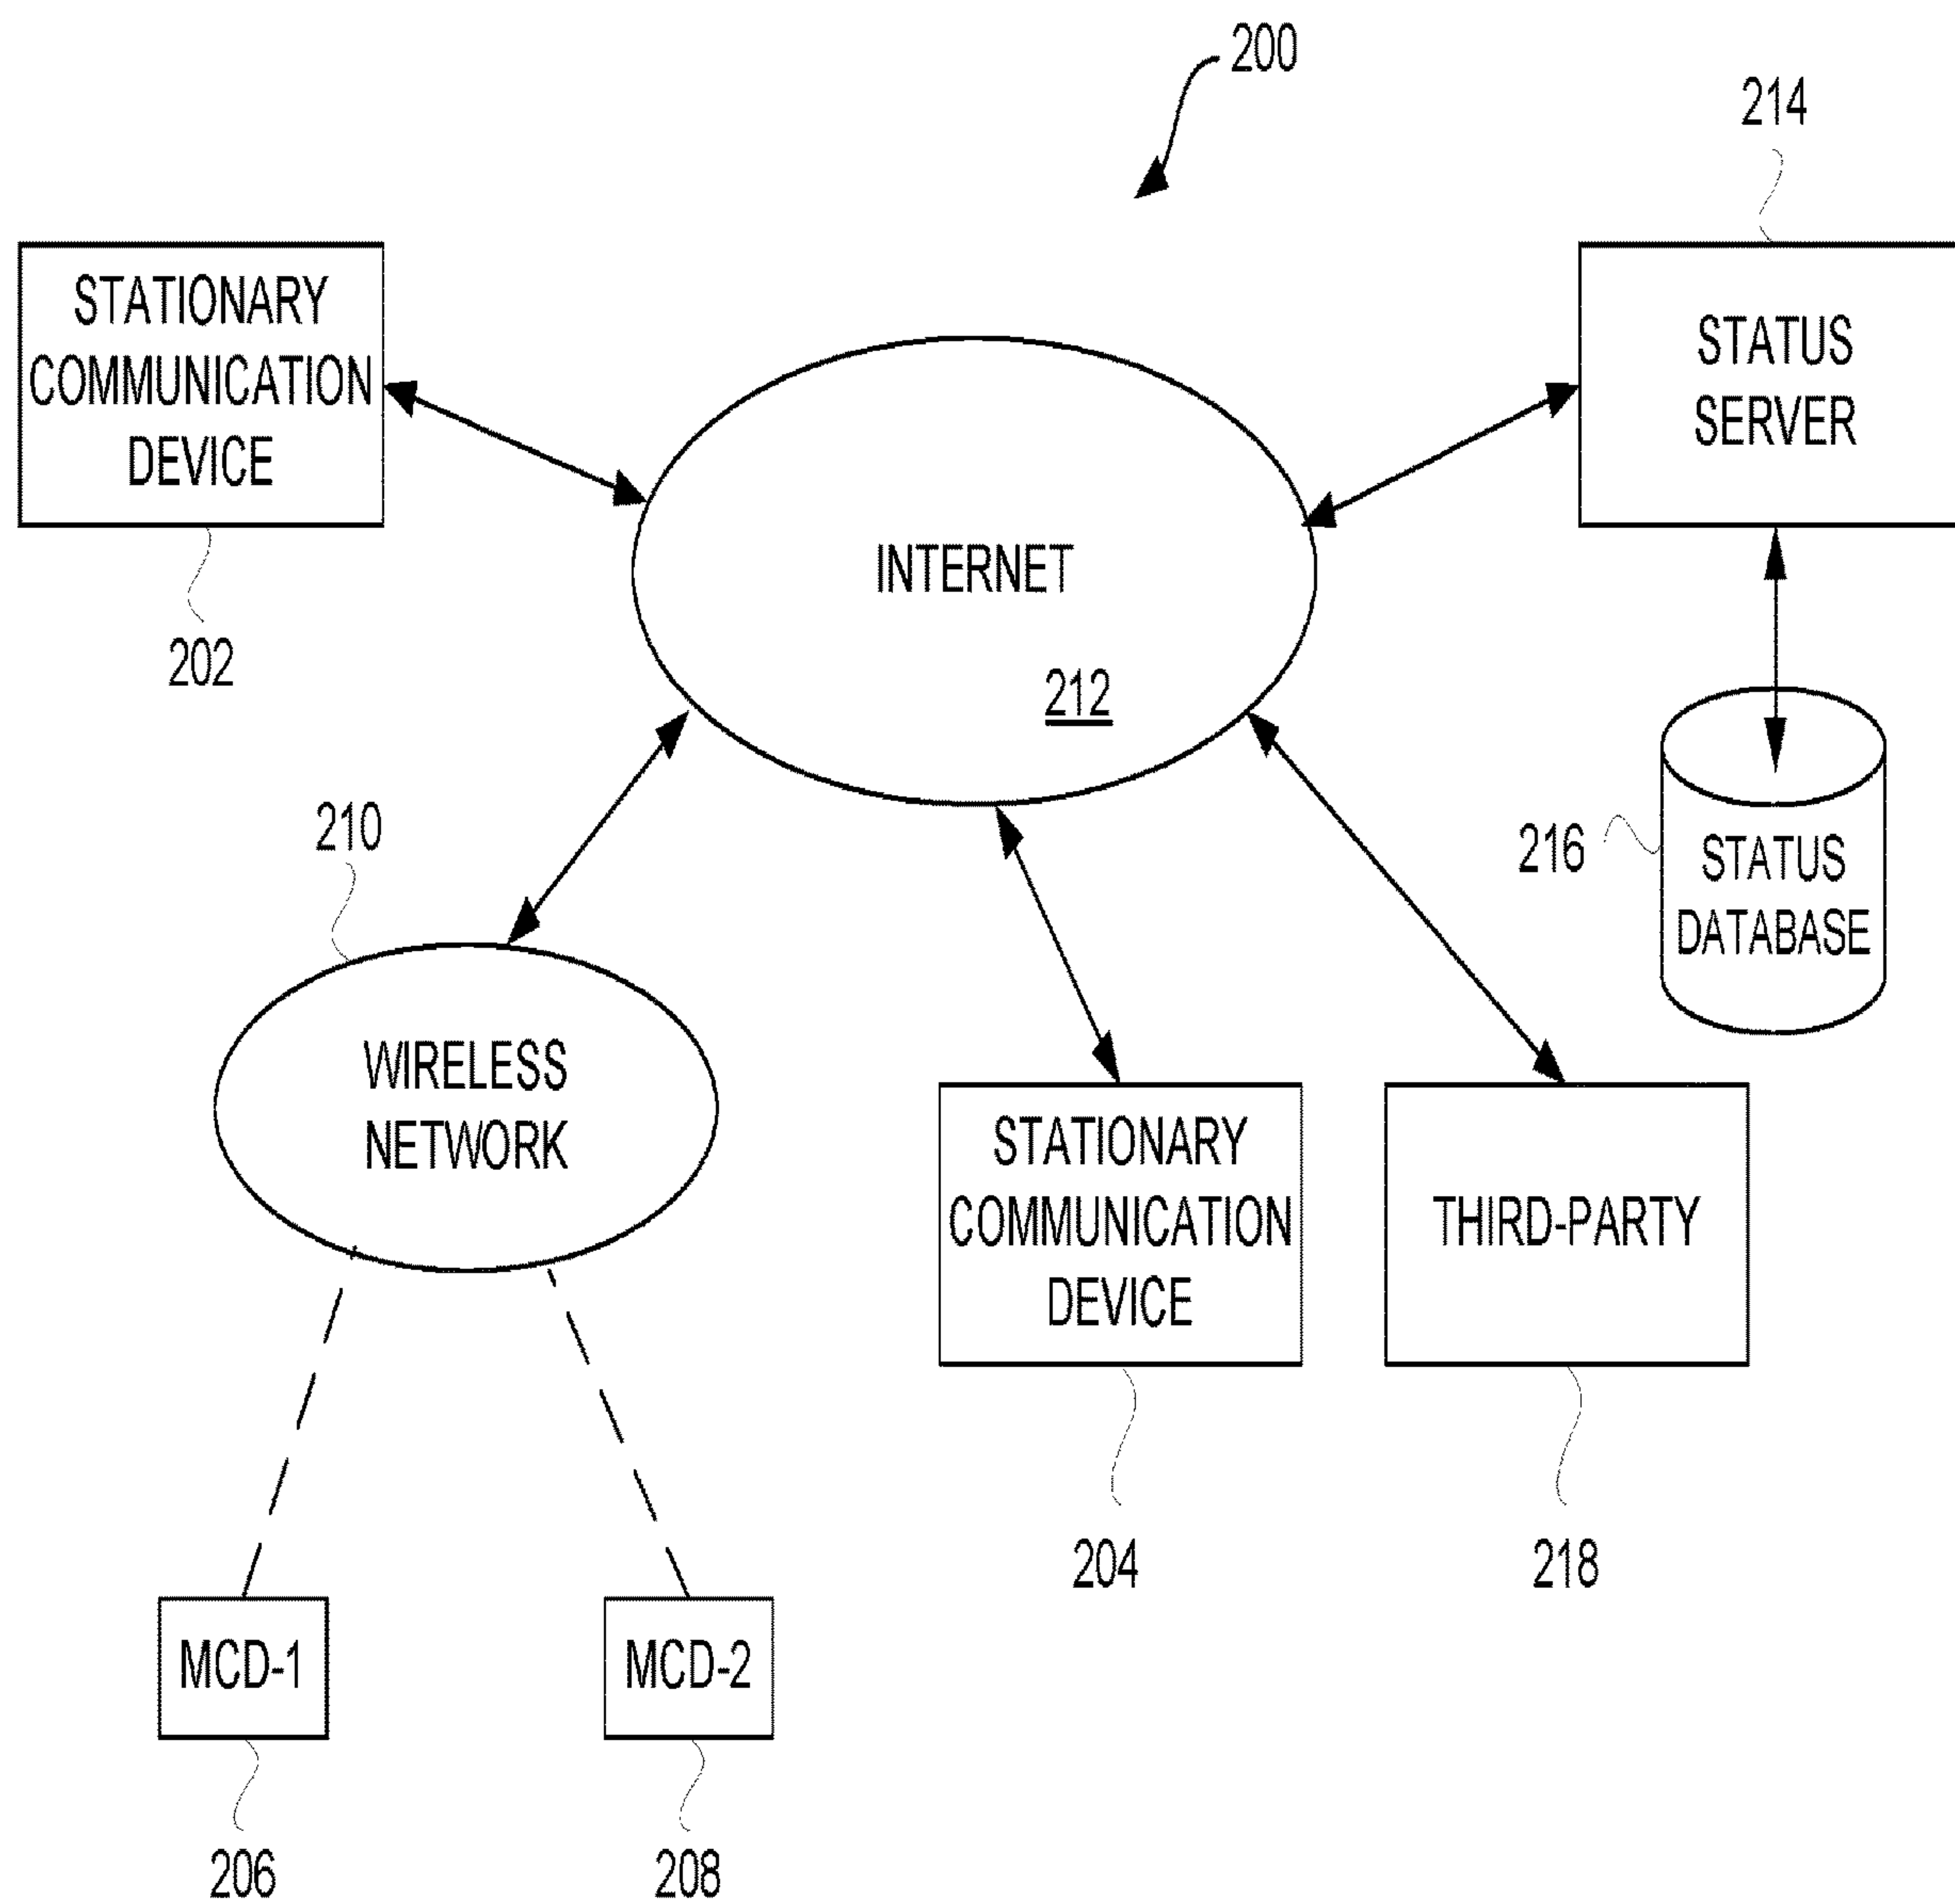 200
214
STATIONARY
COMMUNICATION
DEVICE
STATUS
SERVER
INTERNET
202
212
210
216
STATUS
DATABASE
WIRELESS
NETWORK
STATIONARY
COMMUNICATION
DEVICE
THIRD-PARTY
204
218
MCD-1
MCD-2
206
208